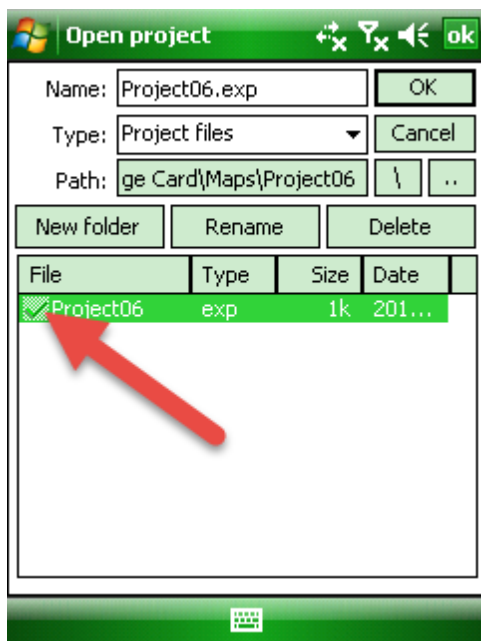 Open project ok
Name: Project06.exp OK
Type: Project files Cancel
Path: ge Card\Maps\Project06 \ ..
New folder Rename Delete
File Type Size Date
Project06 exp 1k 201...